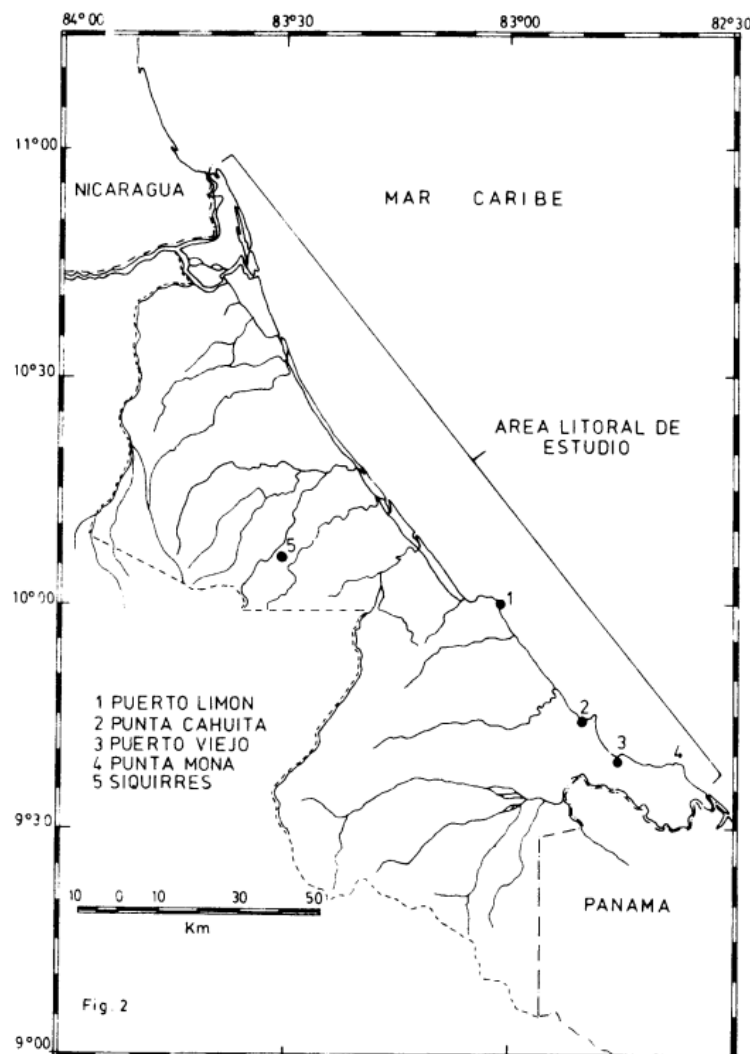 84°00
83°30
83°00
82°30
11°00
NICARAGUA
MAR CARIBE
10°30
AREA LITORAL DE
ESTUDIO
5
10°00
1
1 PUERTO LIMON
2 PUNTA CAHUITA
3 PUERTO VIEJO
4 PUNTA MONA
5 SIQUIRRES
2
3
4
9°30
10 0 10 30 50
Km
PANAMA
Fig. 2
9°00